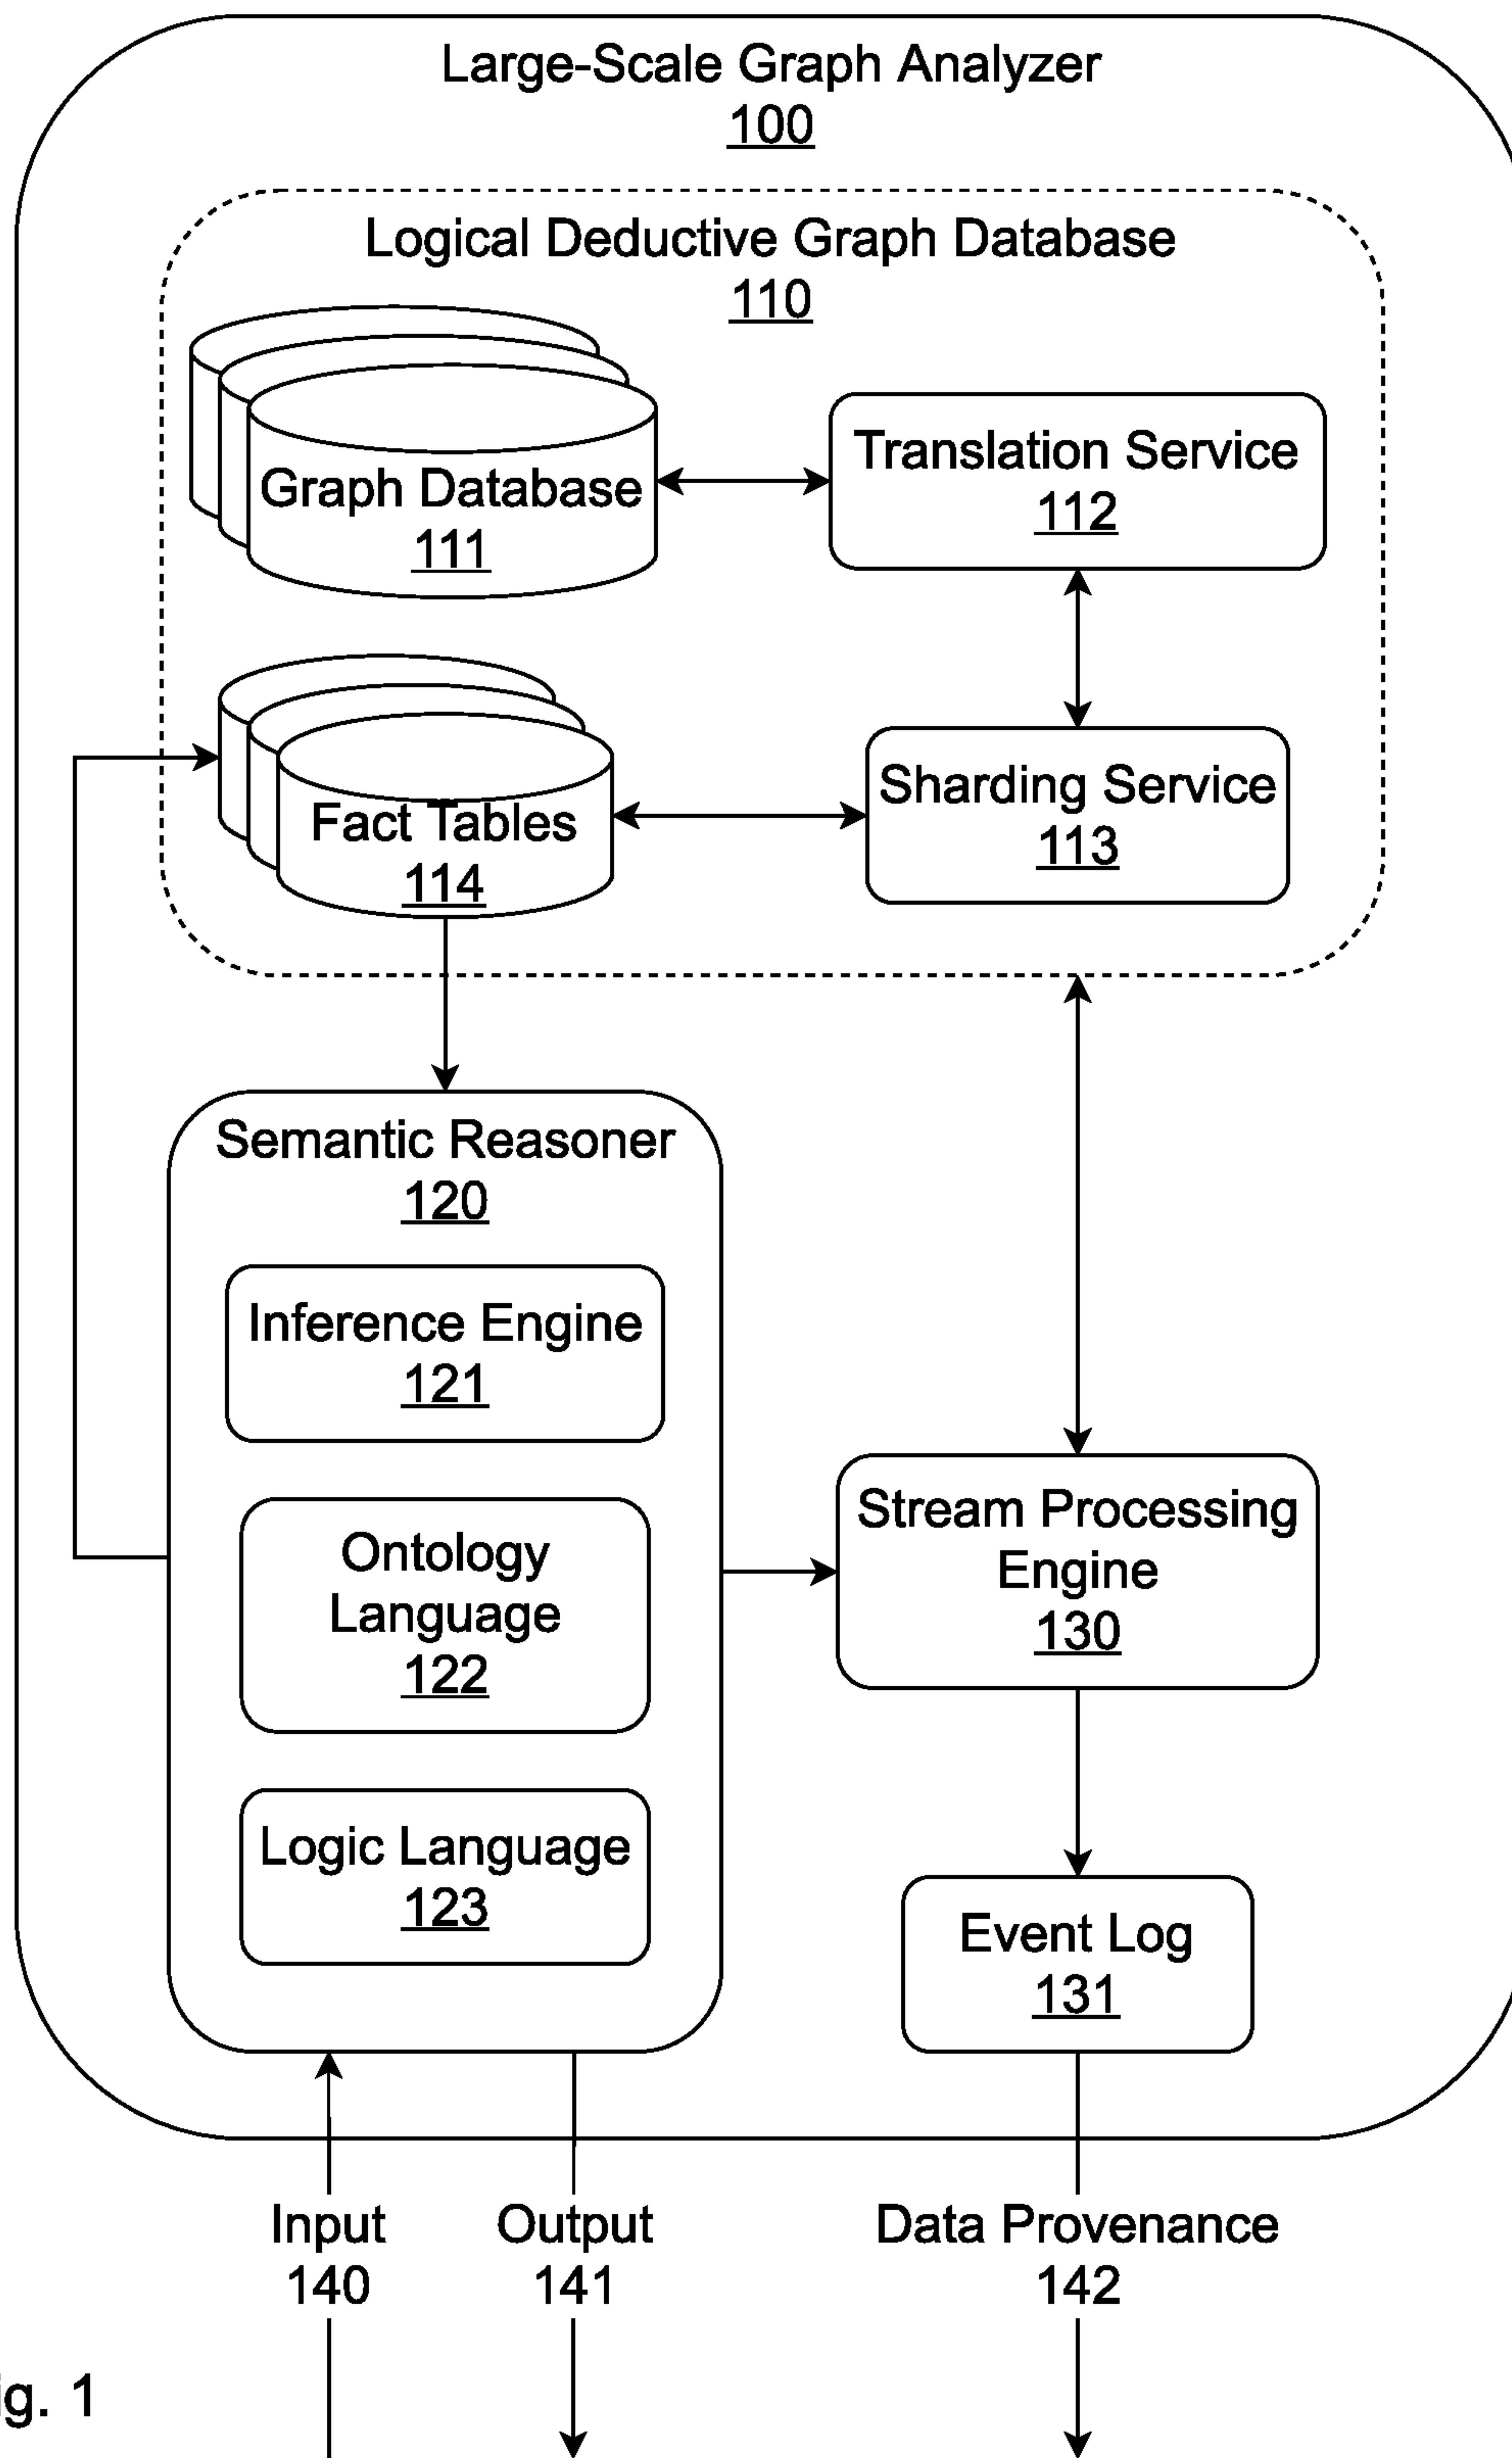 Large-Scale Graph Analyzer
100
Logical Deductive Graph Database
110
Graph Database
111
Translation Service
112
Fact Tables
114
Sharding Service
113
Semantic Reasoner
120
Inference Engine
121
Ontology
Language
122
Logic Language
123
Stream Processing
Engine
130
Event Log
131
Input
140
Output
141
Data Provenance
142
ig. 1